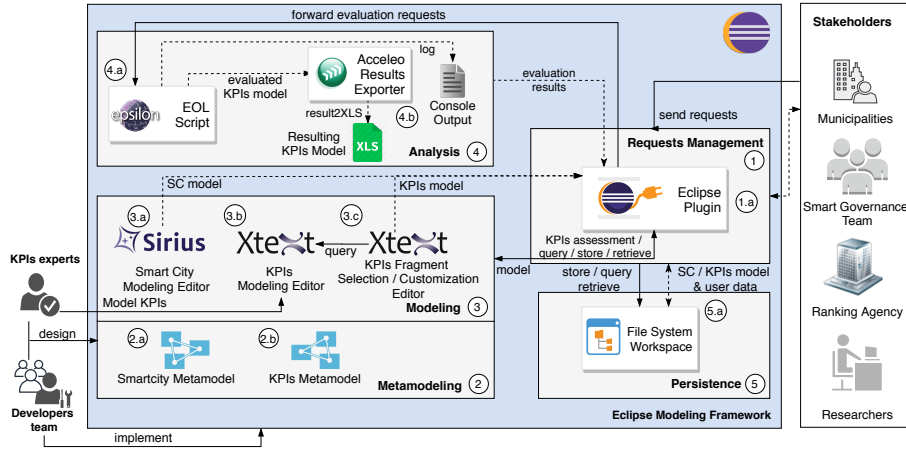 forward evaluation requests
Stakeholders
4.a
epsilon
EOL
Script
evaluated
KPIs model
Acceleo
Results
Exporter
log
Console
Output
result2XLS
4.b
Resulting
KPIs Model
XLS
Analysis 4
evaluation
results
send requests
Municipalities
Requests Management
1
Eclipse
Plugin
1.a
Smart Governance
Team
KPIs assessment /
query / store / retrieve
SC model
KPIs model
3.a
3.b
3.c
Sirius
Xtext
query
Xtext
Smart City
Modeling Editor
KPIs
Modeling Editor
KPIs Fragment
Selection / Customization
Editor
model
Modeling 3
KPIs experts
Model KPIs
store / query
retrieve
SC / KPIs model
& user data
Ranking Agency
design
2.a
2.b
Smartcity Metamodel
KPIs Metamodel
Metamodeling 2
5.a
File System
Workspace
Persistence 5
Developers
team
implement
Eclipse Modeling Framework
Researchers